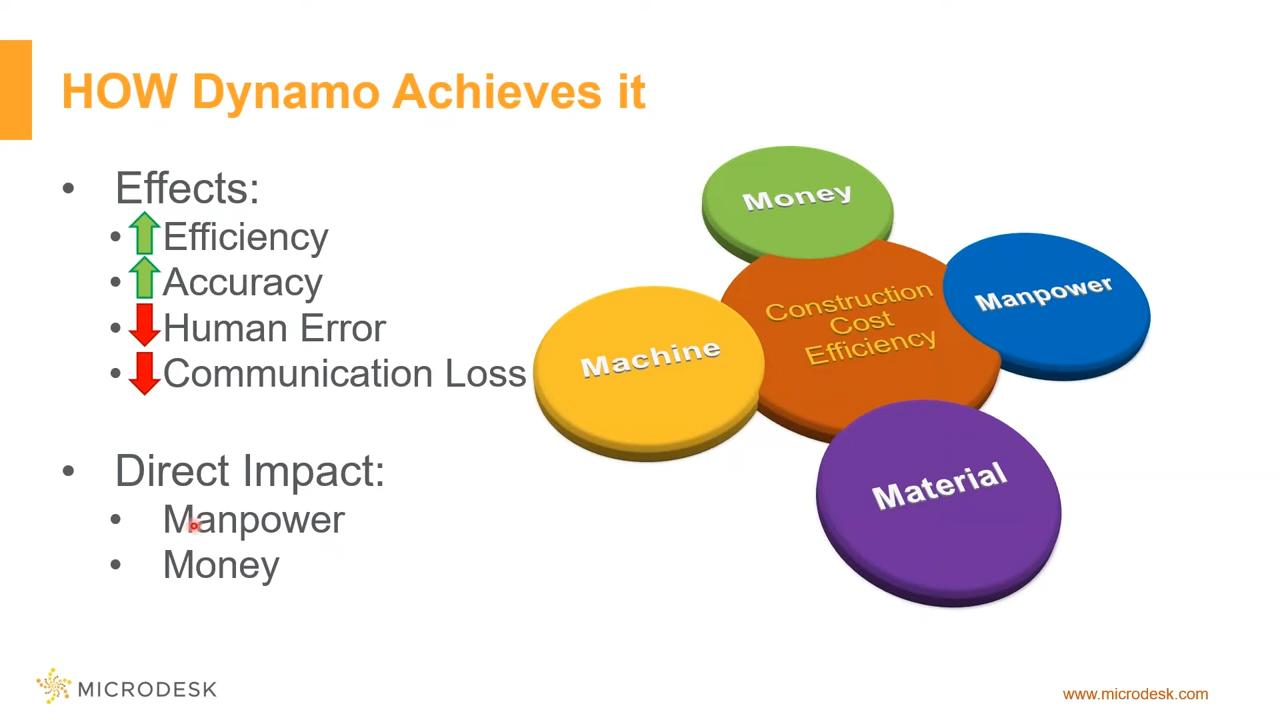 HOW Dynamo Achieves it
• Effects:
• Efficiency
• Accuracy
• Human Error
• Communication Loss
• Direct Impact:
• Manpower
• Money
Money
Manpower
Construction
Cost
Efficiency
Machine
Material
MICRODESK
www.microdesk.com